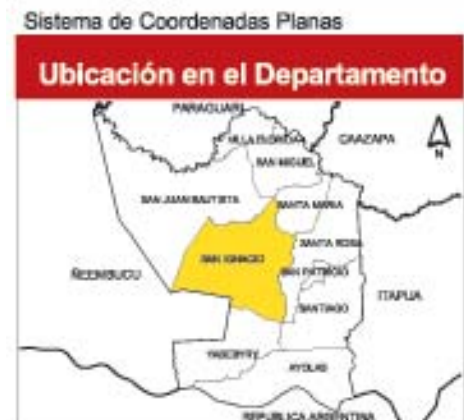 Sistema de Coordenadas Planas
Ubicación en el Departamento
PARAGUARI
VILLA FLORIDA
CAAZAPA
N
SAN MIGUEL
SAN JUAN BAUTISTA
SANTA MARIA
SANTA ROSA
SAN IGNACIO
SAN PATRICIO
ÑEEMBUCU
ITAPUA
SANTIAGO
YABEBYRY
AYOLAS
REPUBLICA ARGENTINA